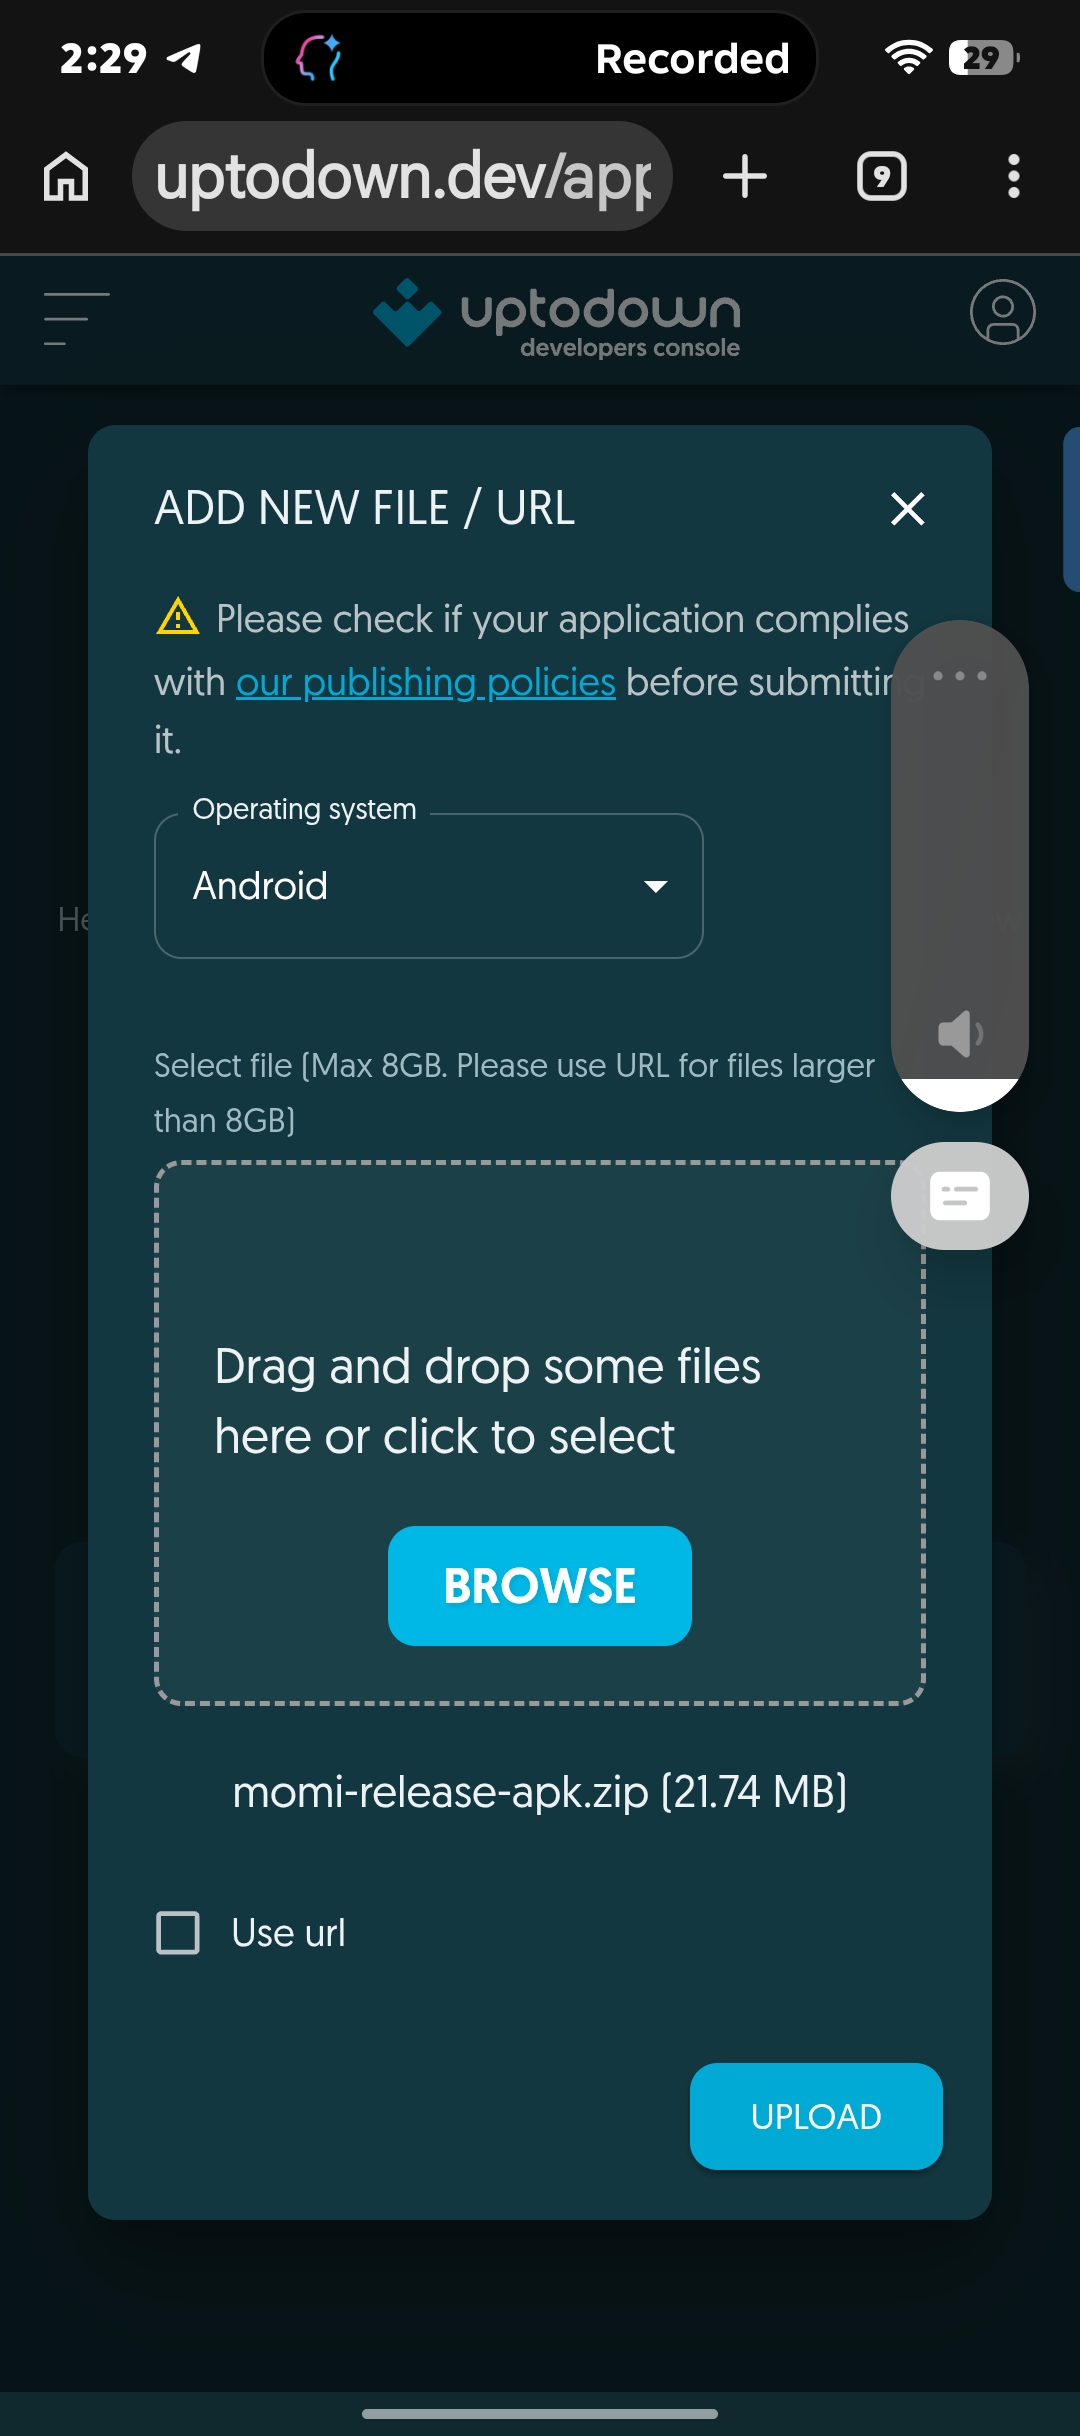 2:29
Recorded
29
uptodown.dev/app
9
uptodown
developers console
ADD NEW FILE / URL
Please check if your application complies
with our publishing policies before submitting
it.
Operating system
Android
He
Select file (Max 8GB. Please use URL for files larger
than 8GB)
Drag and drop some files
here or click to select
BROWSE
momi-release-apk.zip (21.74 MB)
Use url
UPLOAD